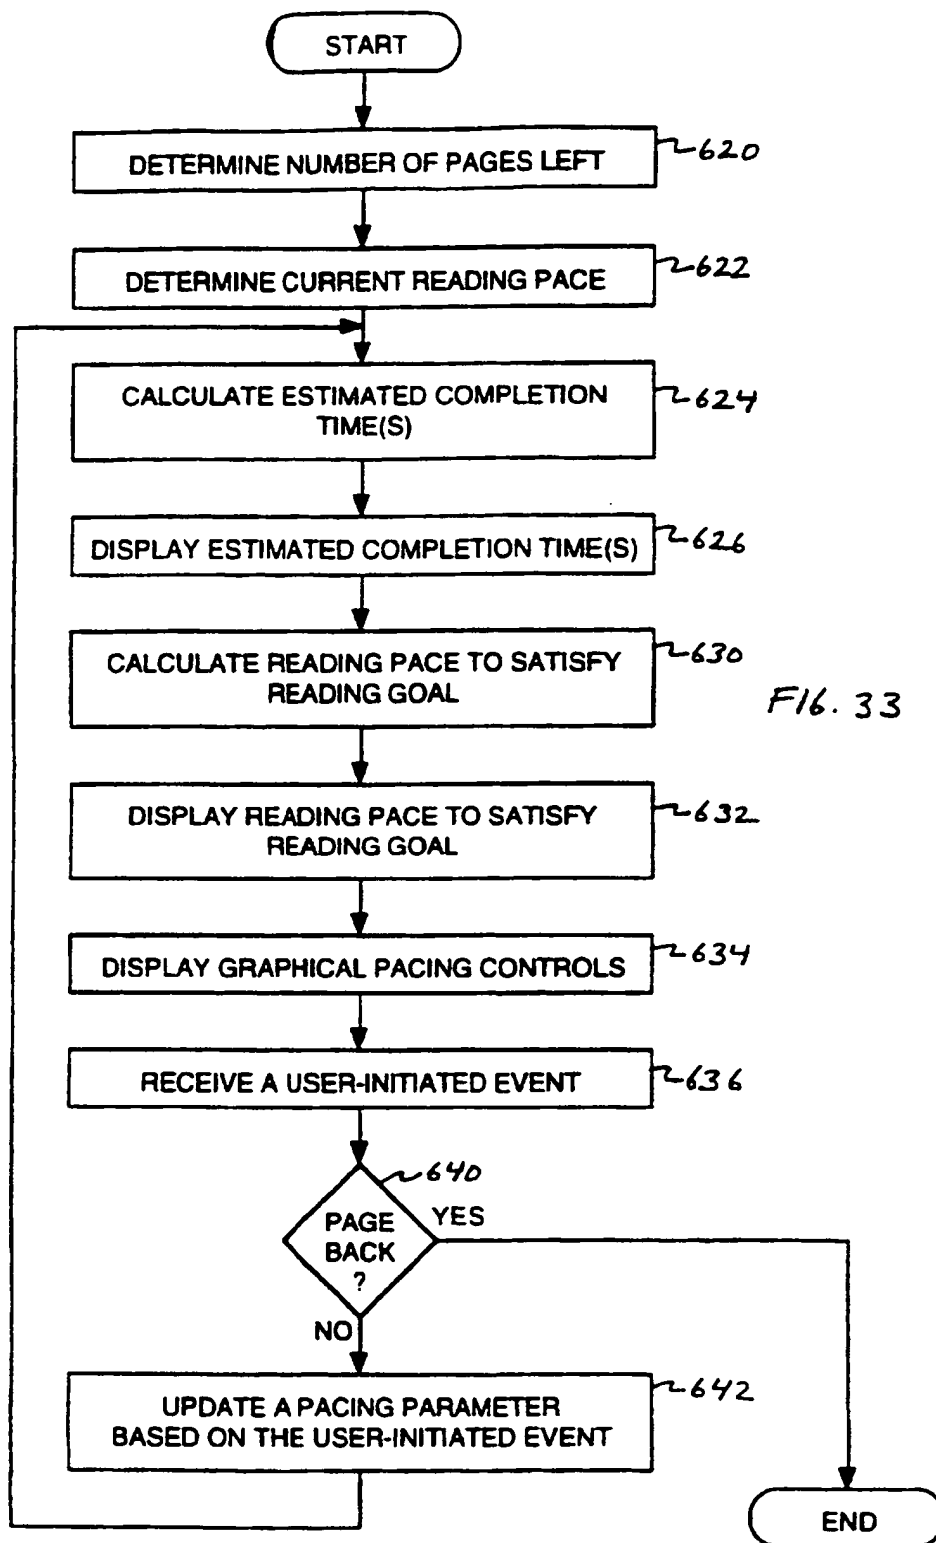 START
DETERMINE NUMBER OF PAGES LEFT
620
DETERMINE CURRENT READING PACE
622
CALCULATE ESTIMATED COMPLETION
TIME(S)
624
DISPLAY ESTIMATED COMPLETION TIME(S)
626
CALCULATE READING PACE TO SATISFY
READING GOAL
630
FIG. 33
DISPLAY READING PACE TO SATISFY
READING GOAL
632
DISPLAY GRAPHICAL PACING CONTROLS
634
RECEIVE A USER-INITIATED EVENT
636
640
PAGE
BACK
?
YES
NO
UPDATE A PACING PARAMETER
BASED ON THE USER-INITIATED EVENT
642
END